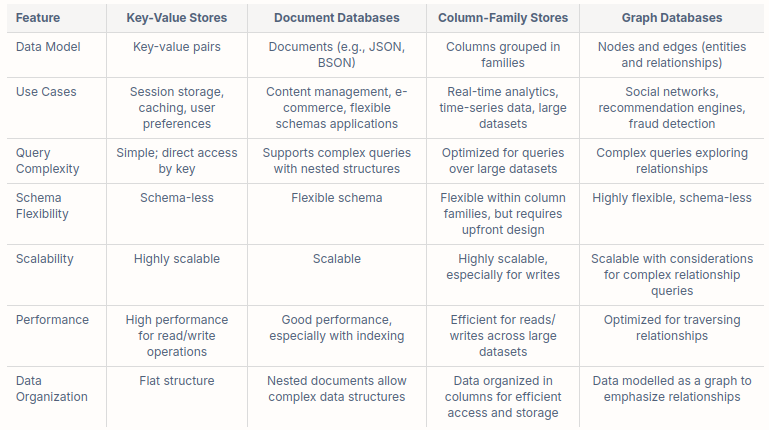 Feature
Key-Value Stores
Document Databases
Column-Family Stores
Graph Databases
Data Model
Key-value pairs
Documents (e.g., JSON,
BSON)
Columns grouped in
families
Nodes and edges (entities
and relationships)
Use Cases
Session storage,
caching, user
preferences
Content management, e-
commerce, flexible
schemas applications
Real-time analytics,
time-series data, large
datasets
Social networks,
recommendation engines,
fraud detection
Query
Complexity
Simple; direct access
by key
Supports complex queries
with nested structures
Optimized for queries
over large datasets
Complex queries exploring
relationships
Schema
Flexibility
Schema-less
Flexible schema
Flexible within column
families, but requires
upfront design
Highly flexible, schema-less
Scalability
Highly scalable
Scalable
Highly scalable,
especially for writes
Scalable with considerations
for complex relationship
queries
Performance
High performance
for read/write
operations
Good performance,
especially with indexing
Efficient for reads/
writes across large
datasets
Optimized for traversing
relationships
Data
Organization
Flat structure
Nested documents allow
complex data structures
Data organized in
columns for efficient
access and storage
Data modelled as a graph to
emphasize relationships